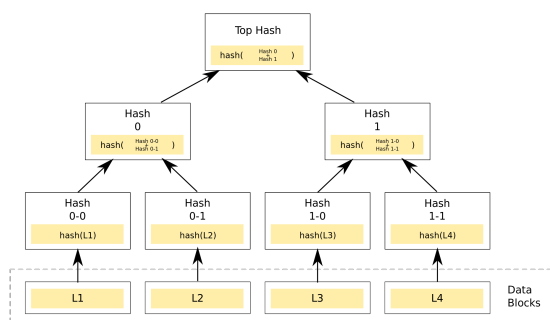 Top Hash
hash( Hash 0 + Hash 1 )
Hash
0
hash( Hash 0-0 + Hash 0-1 )
Hash
1
hash( Hash 1-0 + Hash 1-1 )
Hash
0-0
hash(L1)
Hash
0-1
hash(L2)
Hash
1-0
hash(L3)
Hash
1-1
hash(L4)
L1
L2
L3
L4
Data
Blocks